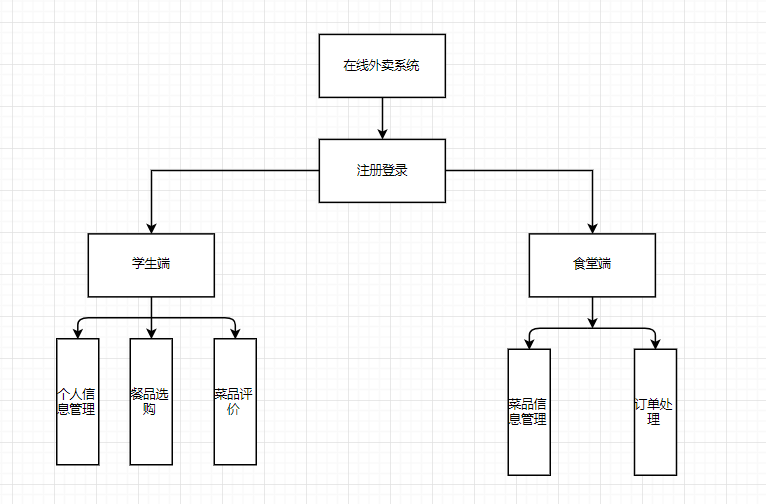 在线外卖系统
注册登录
学生端
食堂端
个人信
息管理
餐品选
购
菜品评
价
菜品信
息管理
订单处
理